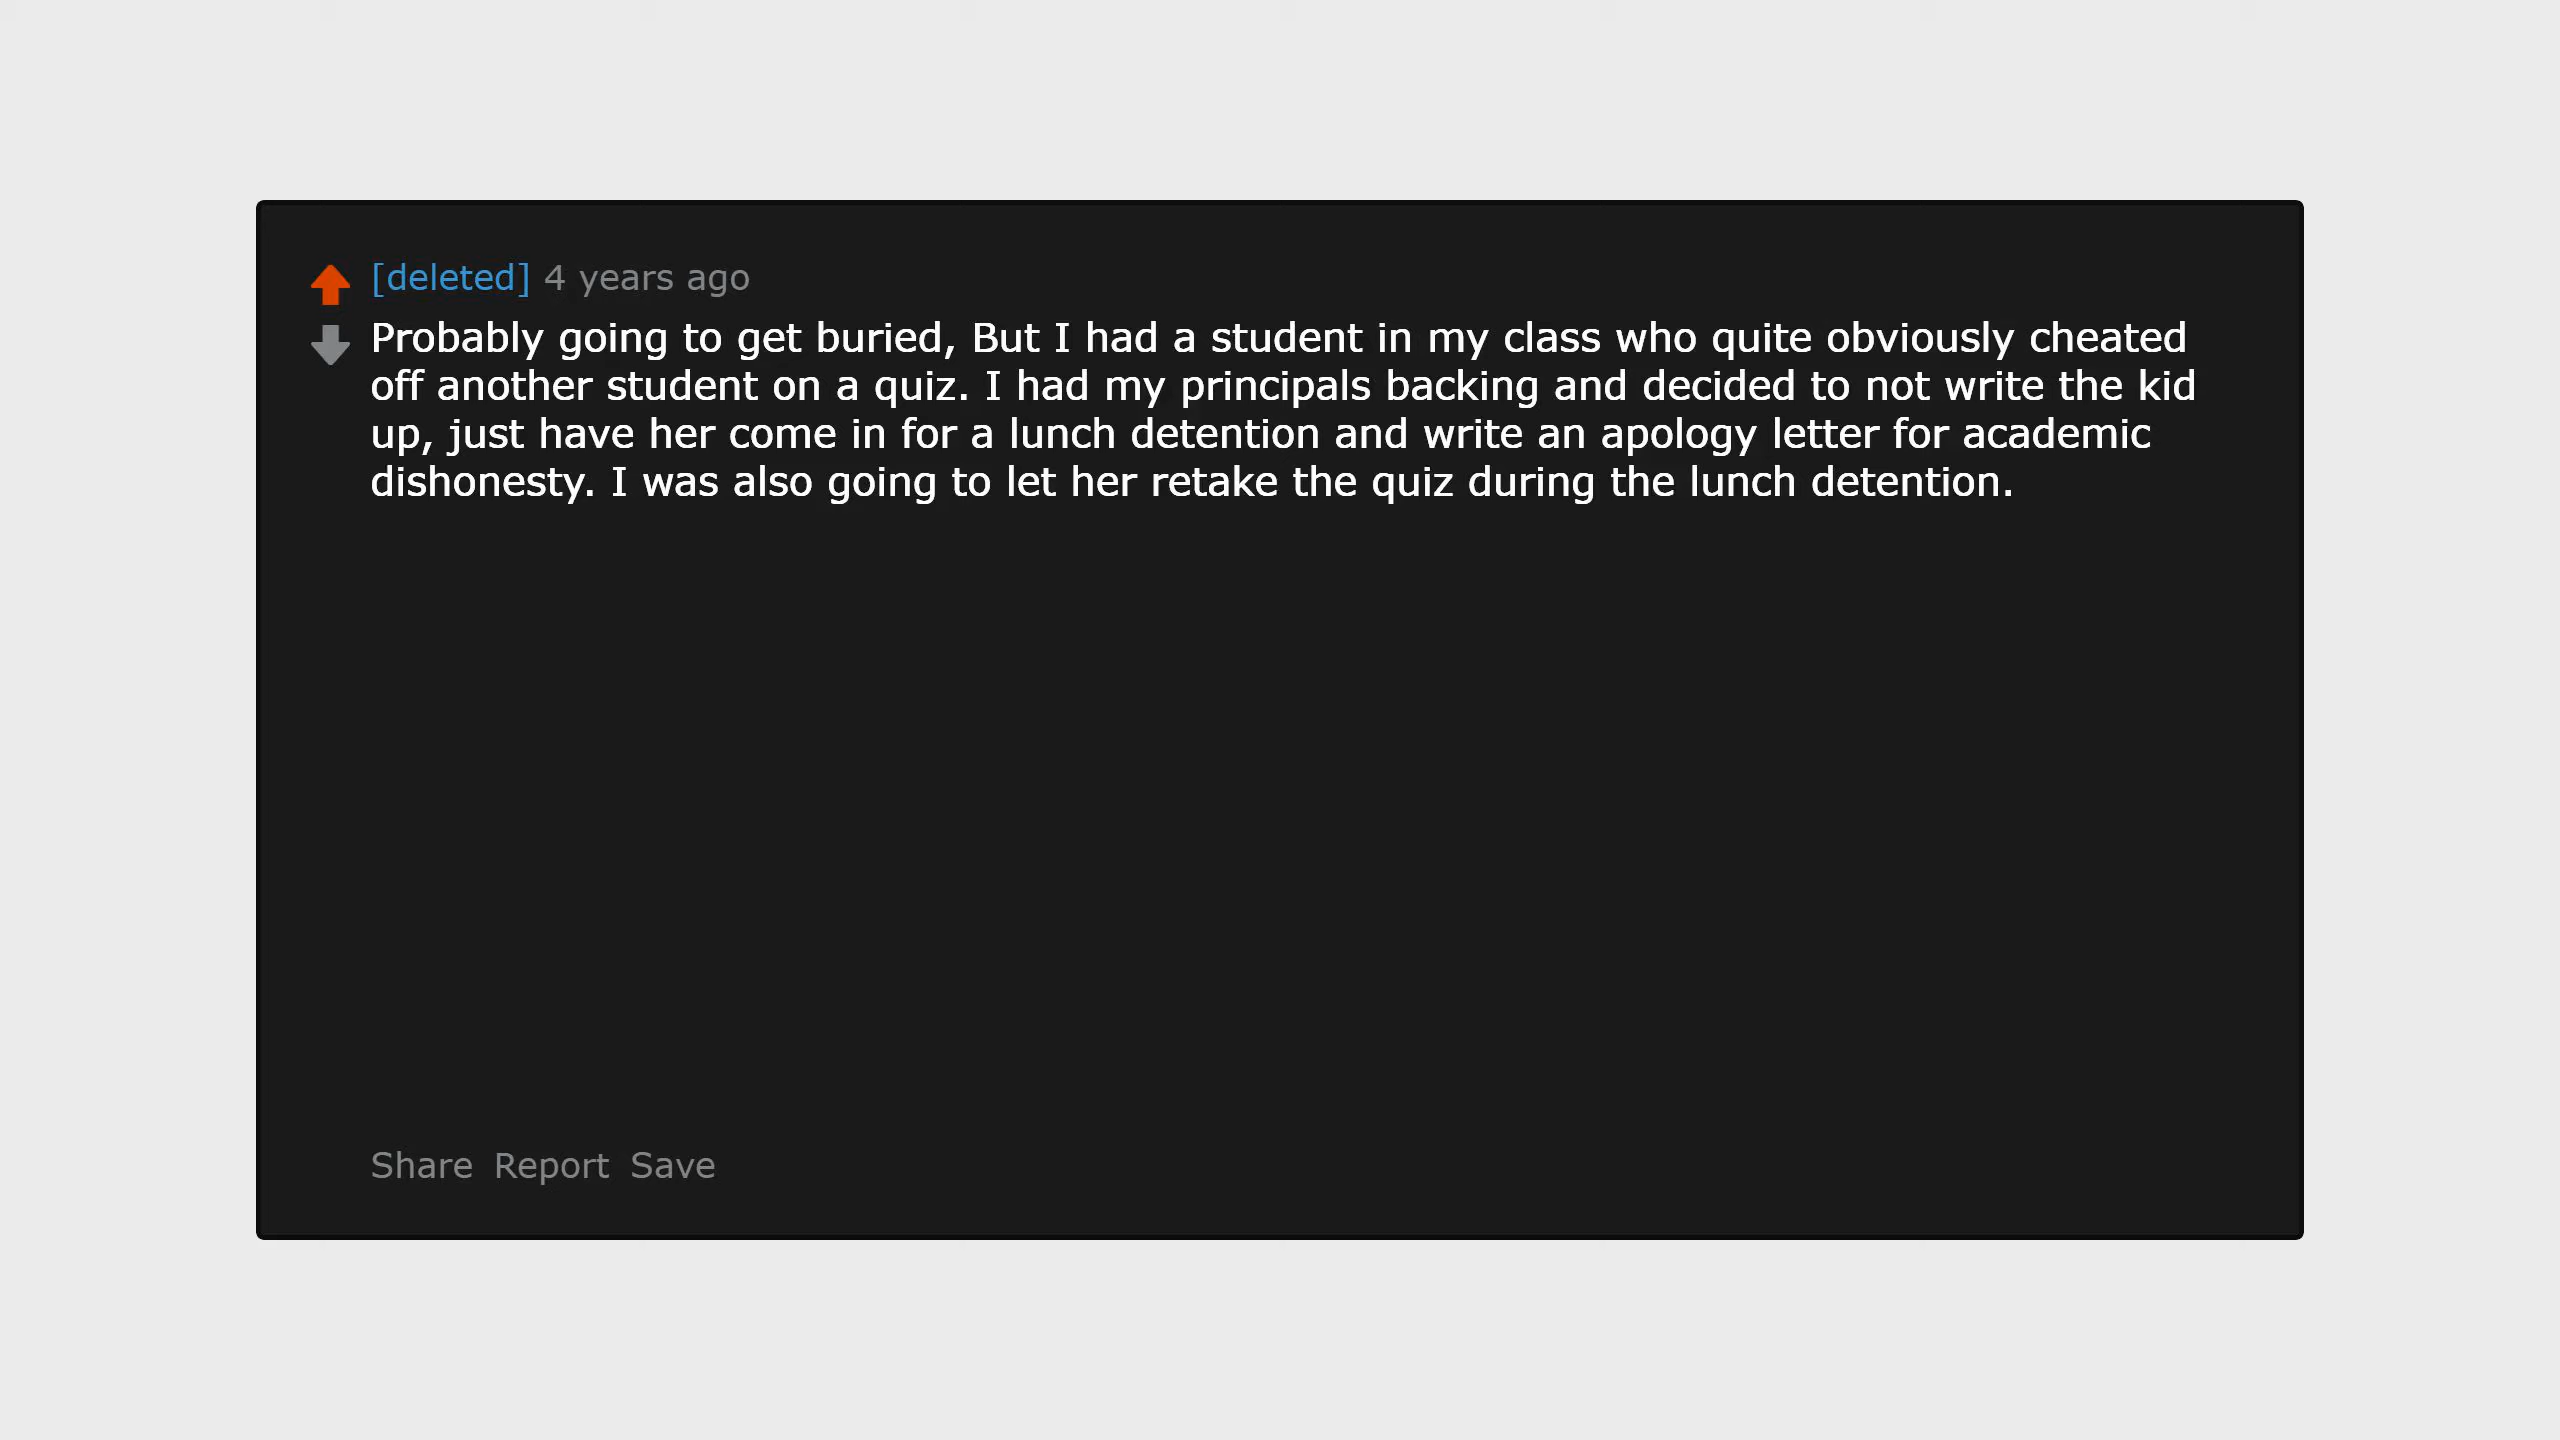 [deleted] 4 years ago
Probably going to get buried, But I had a student in my class who quite obviously cheated
off another student on a quiz. I had my principals backing and decided to not write the kid
up, just have her come in for a lunch detention and write an apology letter for academic
dishonesty. I was also going to let her retake the quiz during the lunch detention.
Share Report Save